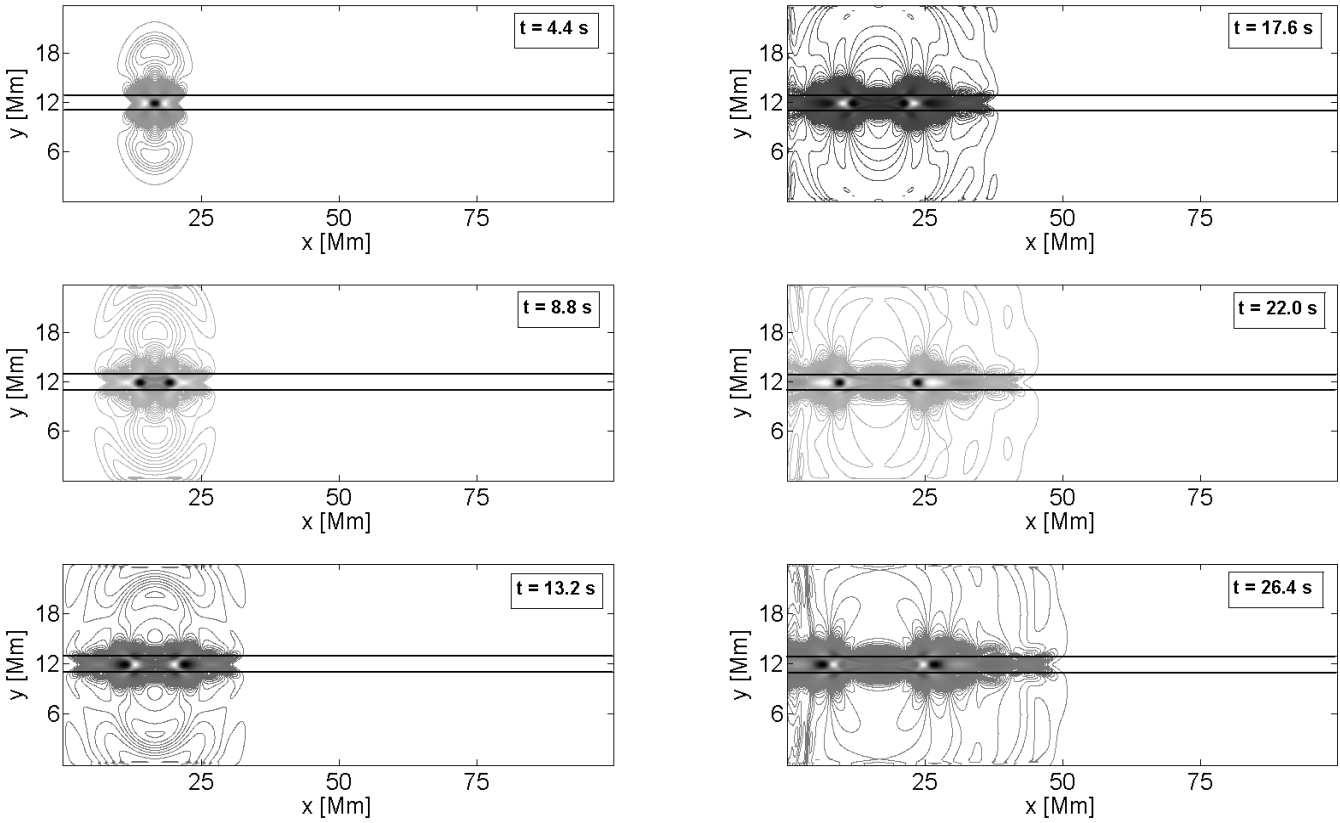 t = 4.4 s
18
12
6
y [Mm]
25 50 75
x [Mm]
t = 17.6 s
18
12
6
y [Mm]
25 50 75
x [Mm]
t = 8.8 s
18
12
6
y [Mm]
25 50 75
x [Mm]
t = 22.0 s
18
12
6
y [Mm]
25 50 75
x [Mm]
t = 13.2 s
18
12
6
y [Mm]
25 50 75
x [Mm]
t = 26.4 s
18
12
6
y [Mm]
25 50 75
x [Mm]